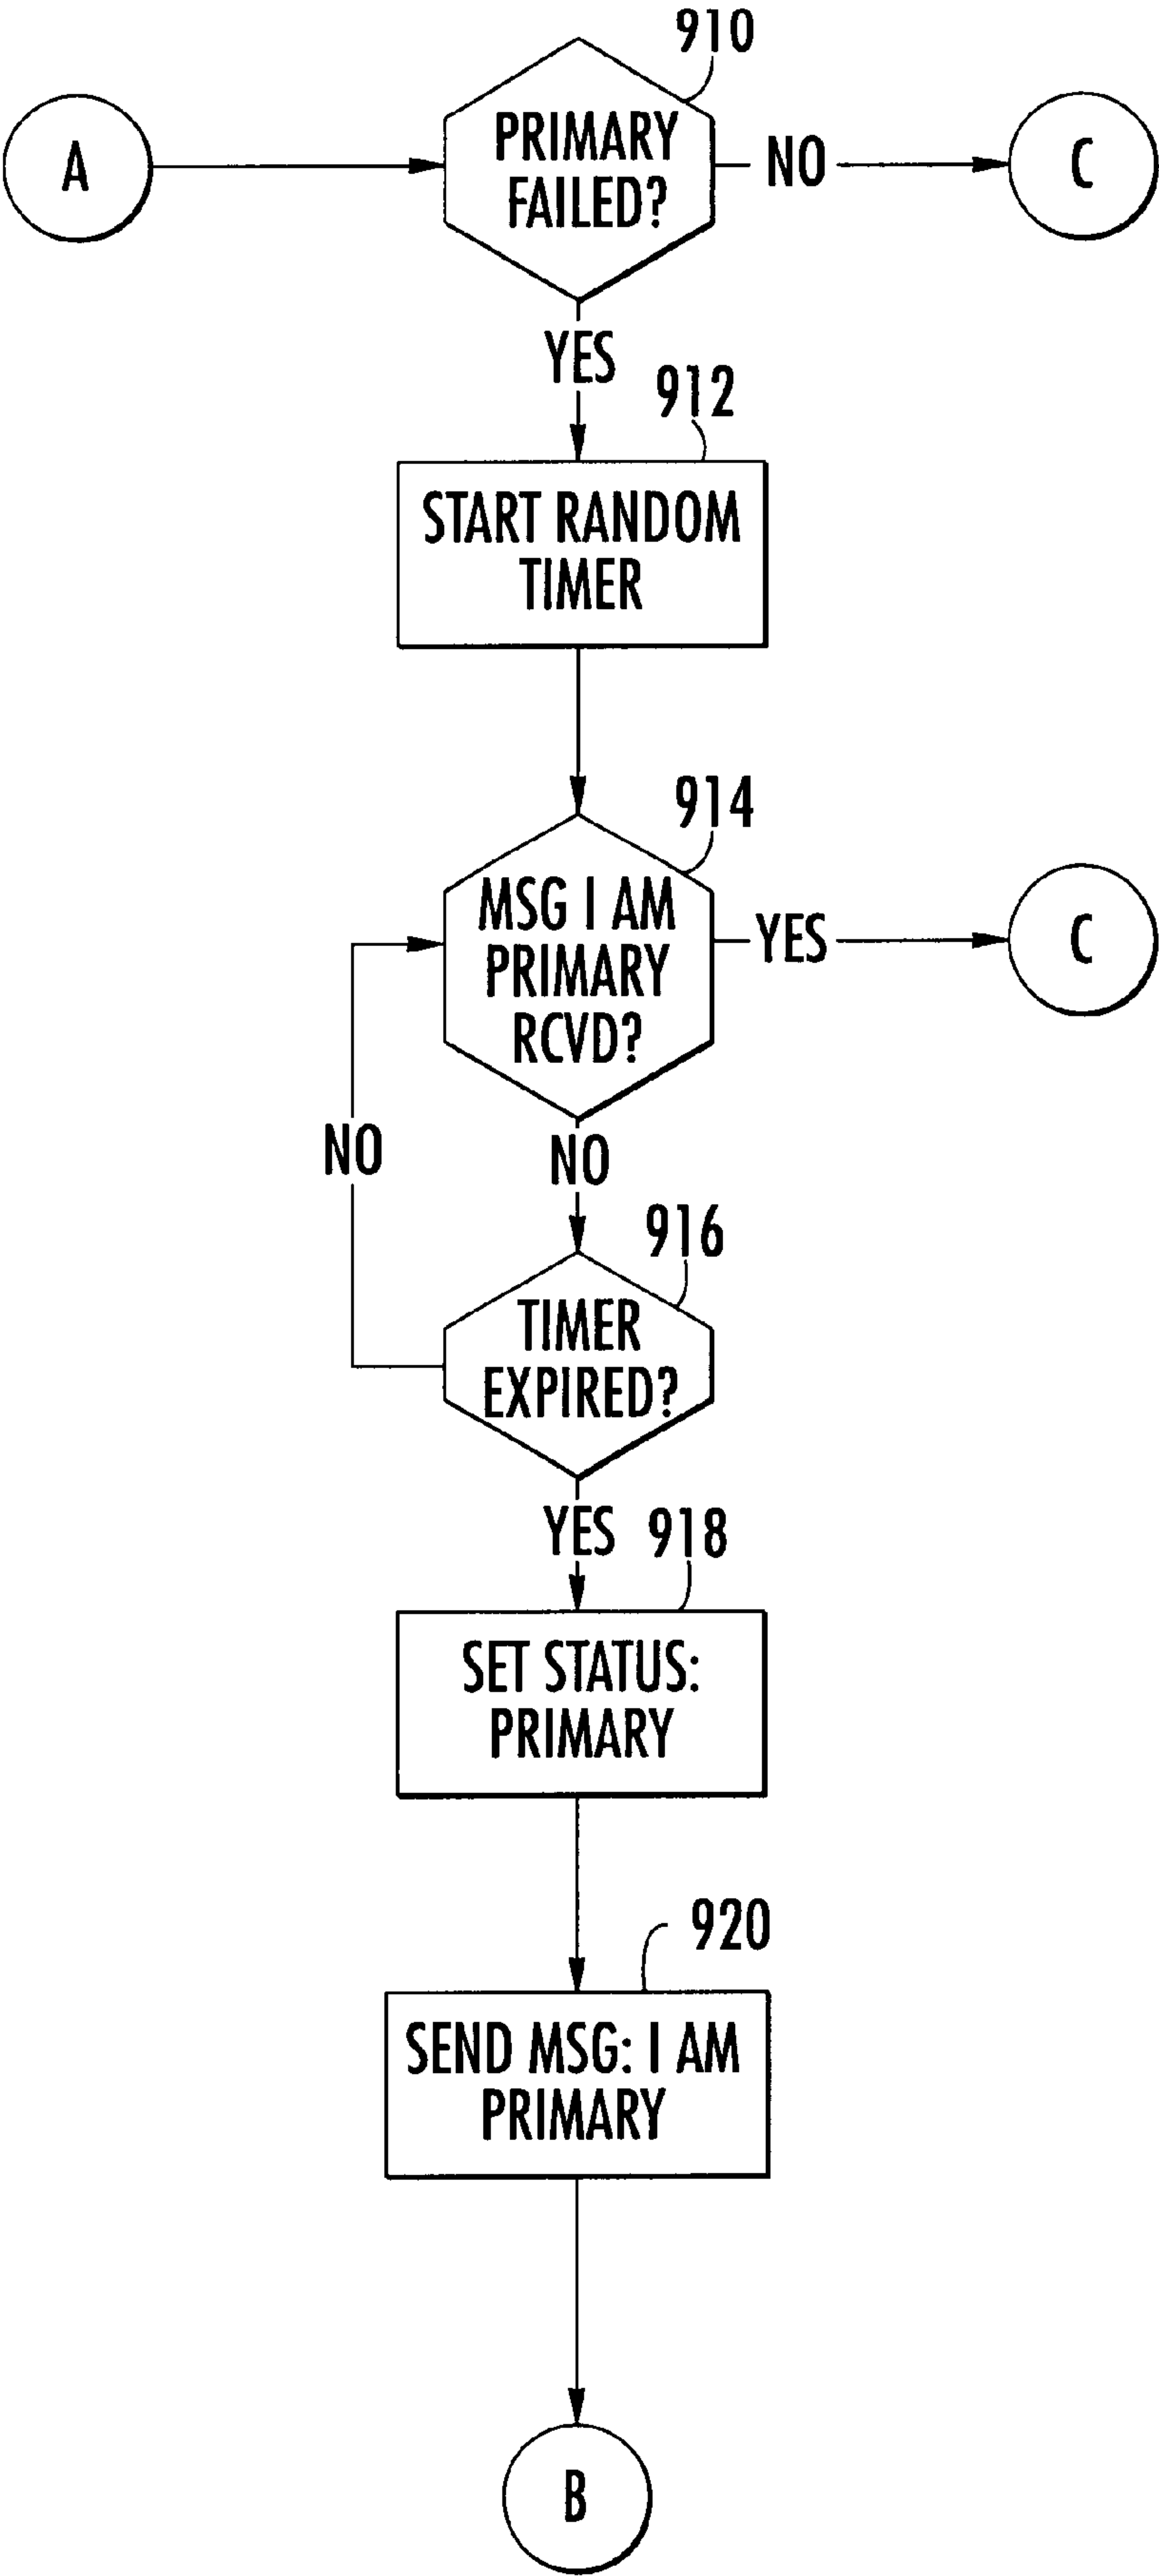 910
A
PRIMARY
FAILED?
NO
C
YES
912
START RANDOM
TIMER
914
MSG I AM
PRIMARY
RCVD?
YES
C
NO
NO
916
TIMER
EXPIRED?
YES
918
SET STATUS:
PRIMARY
920
SEND MSG: I AM
PRIMARY
B